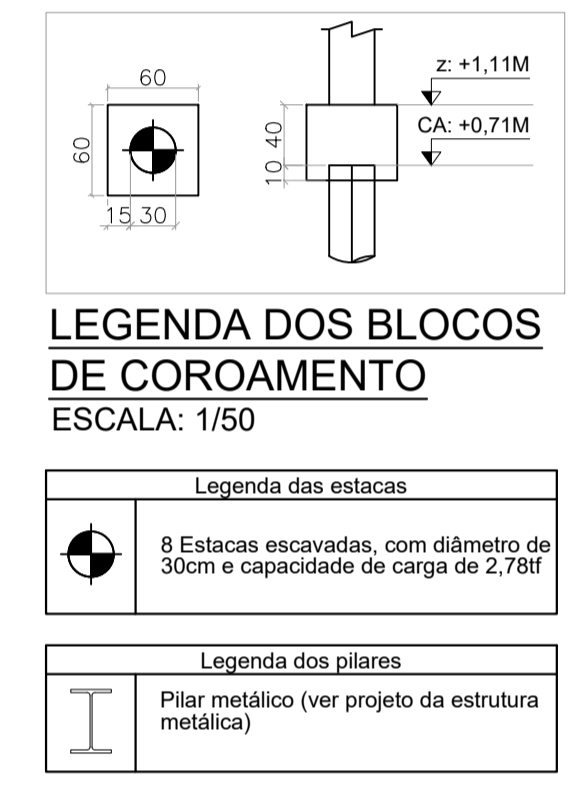 60
60
15 30
40
10
z: +1,11M
CA: +0,71M
LEGENDA DOS BLOCOS
DE COROAMENTO
ESCALA: 1/50
Legenda das estacas
8 Estacas escavadas, com diâmetro de
30cm e capacidade de carga de 2,78tf
Legenda dos pilares
Pilar metálico (ver projeto da estrutura
metálica)